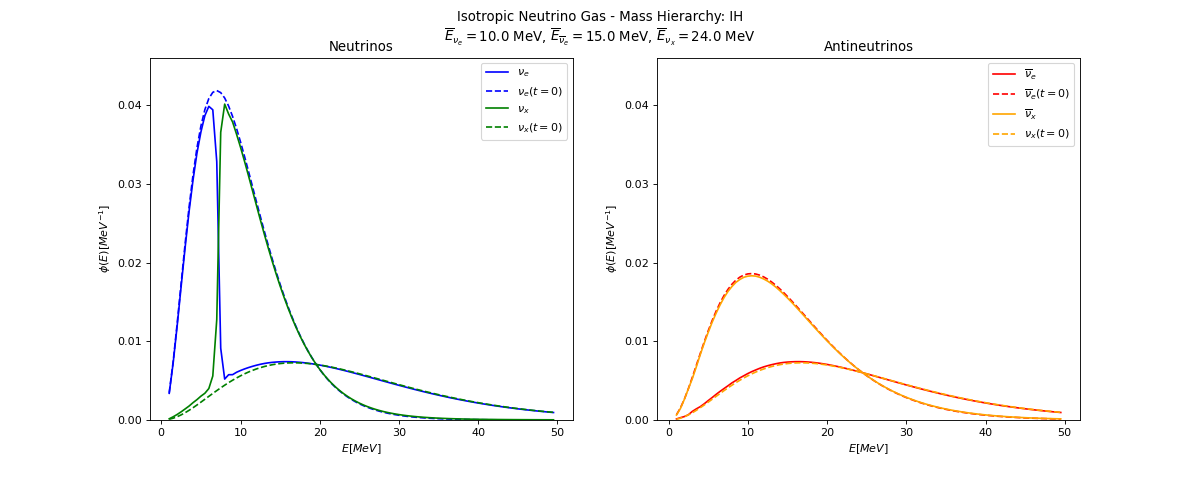 Isotropic Neutrino Gas - Mass Hierarchy: IH
E̅_νₑ = 10.0 MeV, E̅_ν̅ₑ = 15.0 MeV, E̅_νₓ = 24.0 MeV
Neutrinos
ϕ(E)[MeV⁻¹]
0.04
0.03
0.02
0.01
0.00
0 10 20 30 40 50
E[MeV]
νₑ
νₑ(t = 0)
νₓ
νₓ(t = 0)
Antineutrinos
ϕ(E)[MeV⁻¹]
0.04
0.03
0.02
0.01
0.00
0 10 20 30 40 50
E[MeV]
ν̅ₑ
ν̅ₑ(t = 0)
ν̅ₓ
νₓ(t = 0)